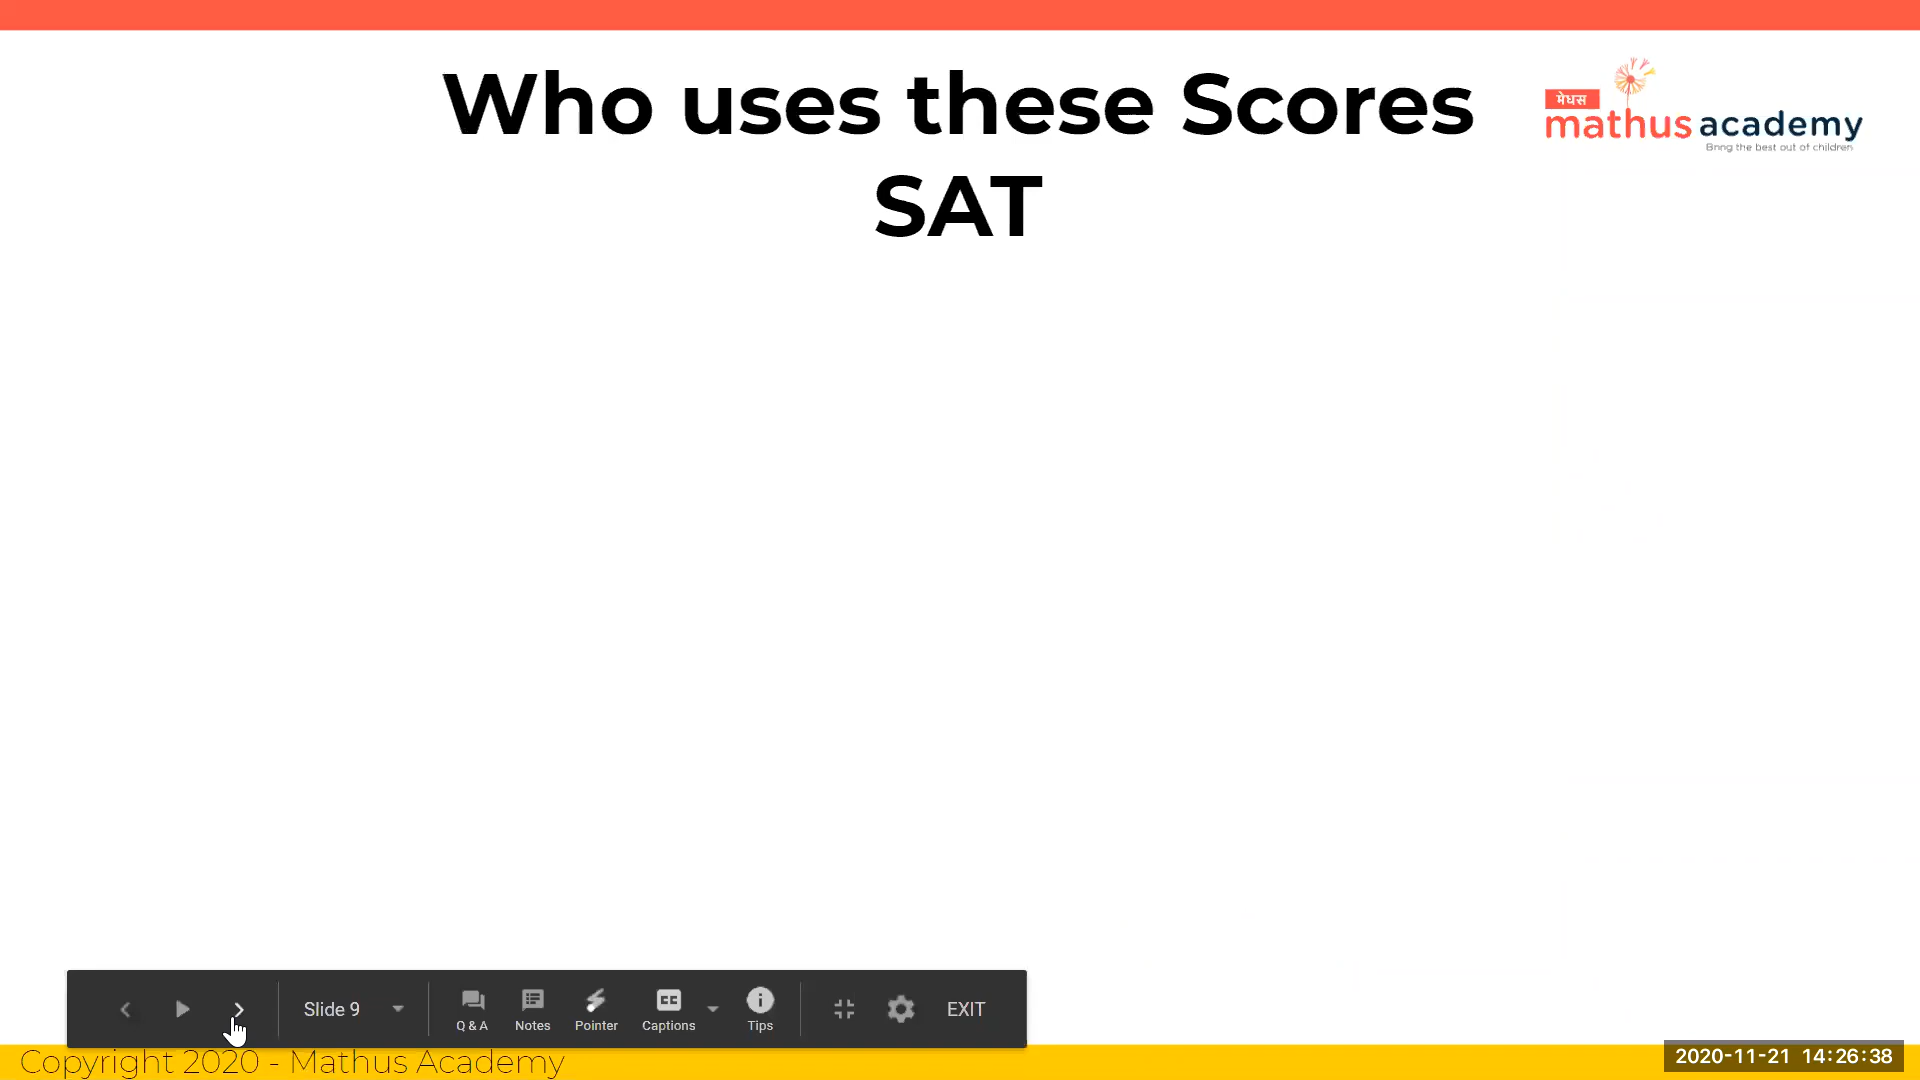 Who uses these Scores
SAT
मेधस
mathus academy
Bring the best out of children
Slide 9
Q & A
Notes
Pointer
CC
Captions
Tips
EXIT
Copyright 2020 - Mathus Academy
2020-11-21 14:26:38